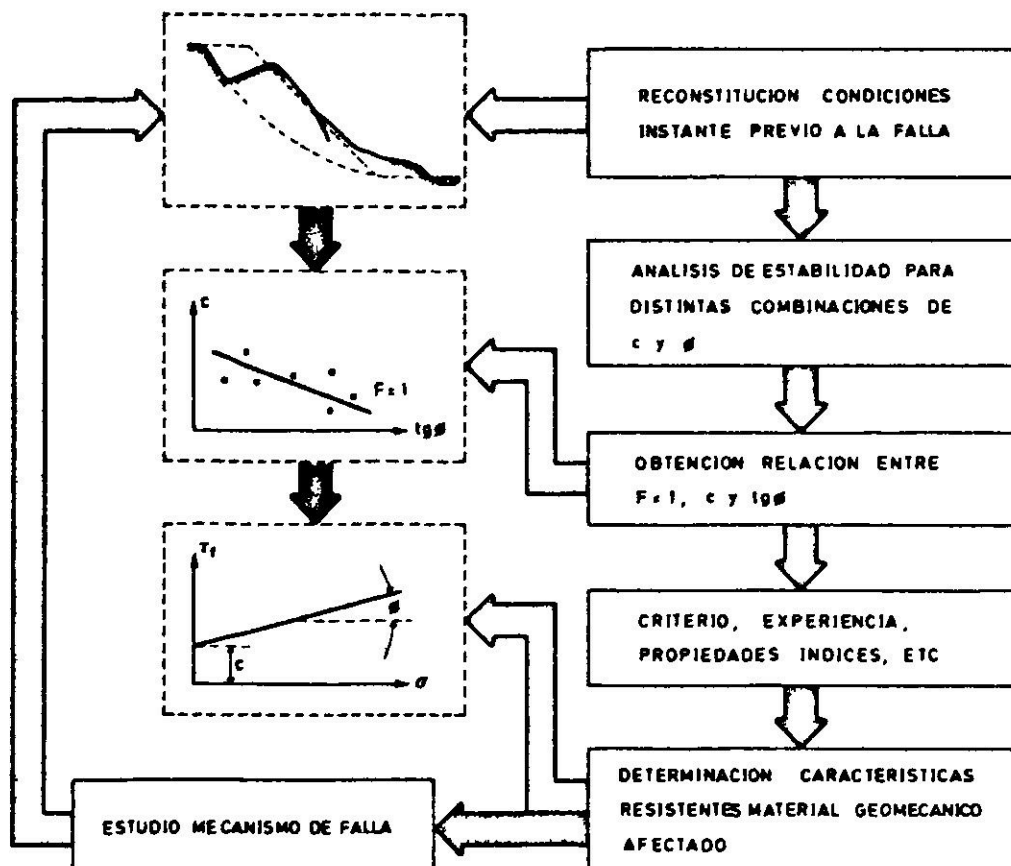 RECONSTITUCION CONDICIONES
INSTANTE PREVIO A LA FALLA
ANALISIS DE ESTABILIDAD PARA
DISTINTAS COMBINACIONES DE
c y ø
c
F=1
tgø
OBTENCION RELACION ENTRE
F=1, c y tgø
τf
ø
c
σ
CRITERIO, EXPERIENCIA,
PROPIEDADES INDICES, ETC
DETERMINACION CARACTERISTICAS
RESISTENTES MATERIAL GEOMECANICO
AFECTADO
ESTUDIO MECANISMO DE FALLA